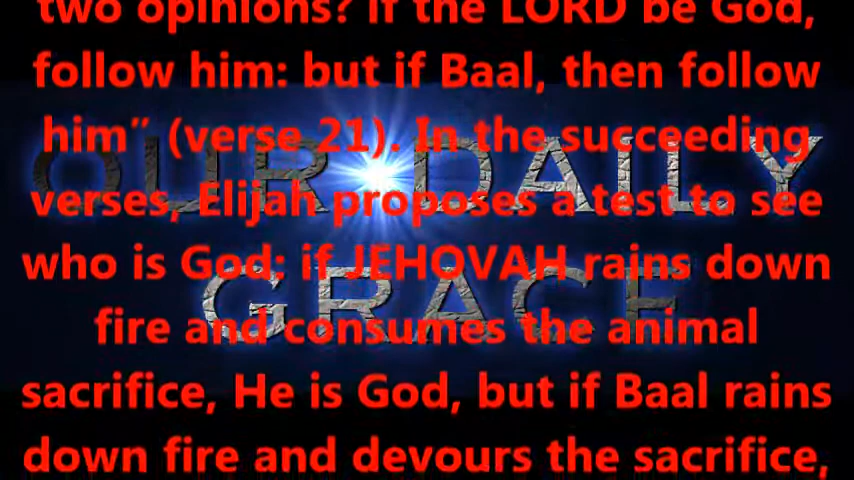 two opinions? If the LORD be God,
follow him: but if Baal, then follow
him” (verse 21). In the succeeding
verses, Elijah proposes a test to see
who is God; if JEHOVAH rains down
fire and consumes the animal
sacrifice, He is God, but if Baal rains
down fire and devours the sacrifice,
OUR DAILY
GRACE